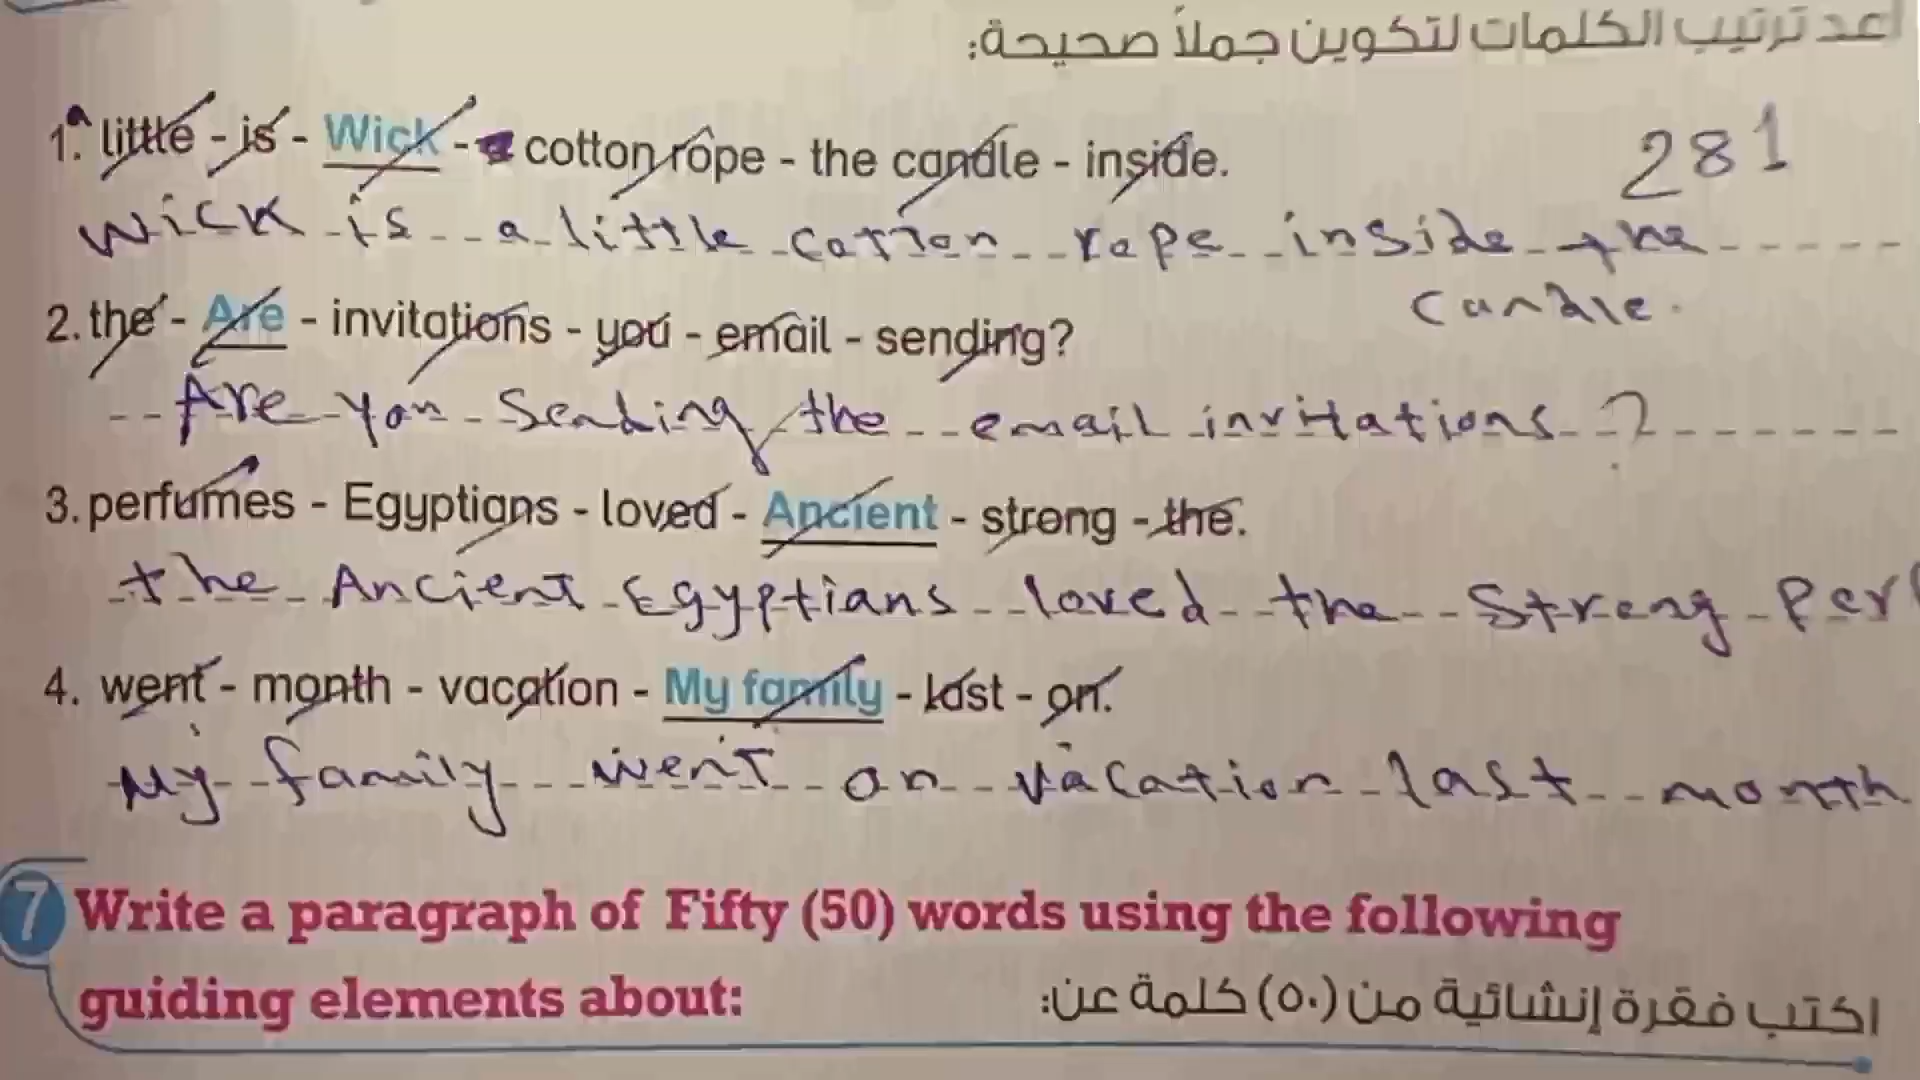 أعد ترتيب الكلمات لتكوين جملاً صحيحة:
1. a little - is - Wick - cotton rope - the candle - inside.
281
Wick is a little cotton rope inside the
candle.
2. the - Are - invitations - you - email - sending?
Are you sending the email invitations?
3. perfumes - Egyptians - loved - Ancient - strong - the.
the Ancient Egyptians loved the strong perf
4. went - month - vacation - My family - last - on.
My family went on vacation last month
7 Write a paragraph of Fifty (50) words using the following
guiding elements about: اكتب فقرة إنشائية من (٥٠) كلمة عن: